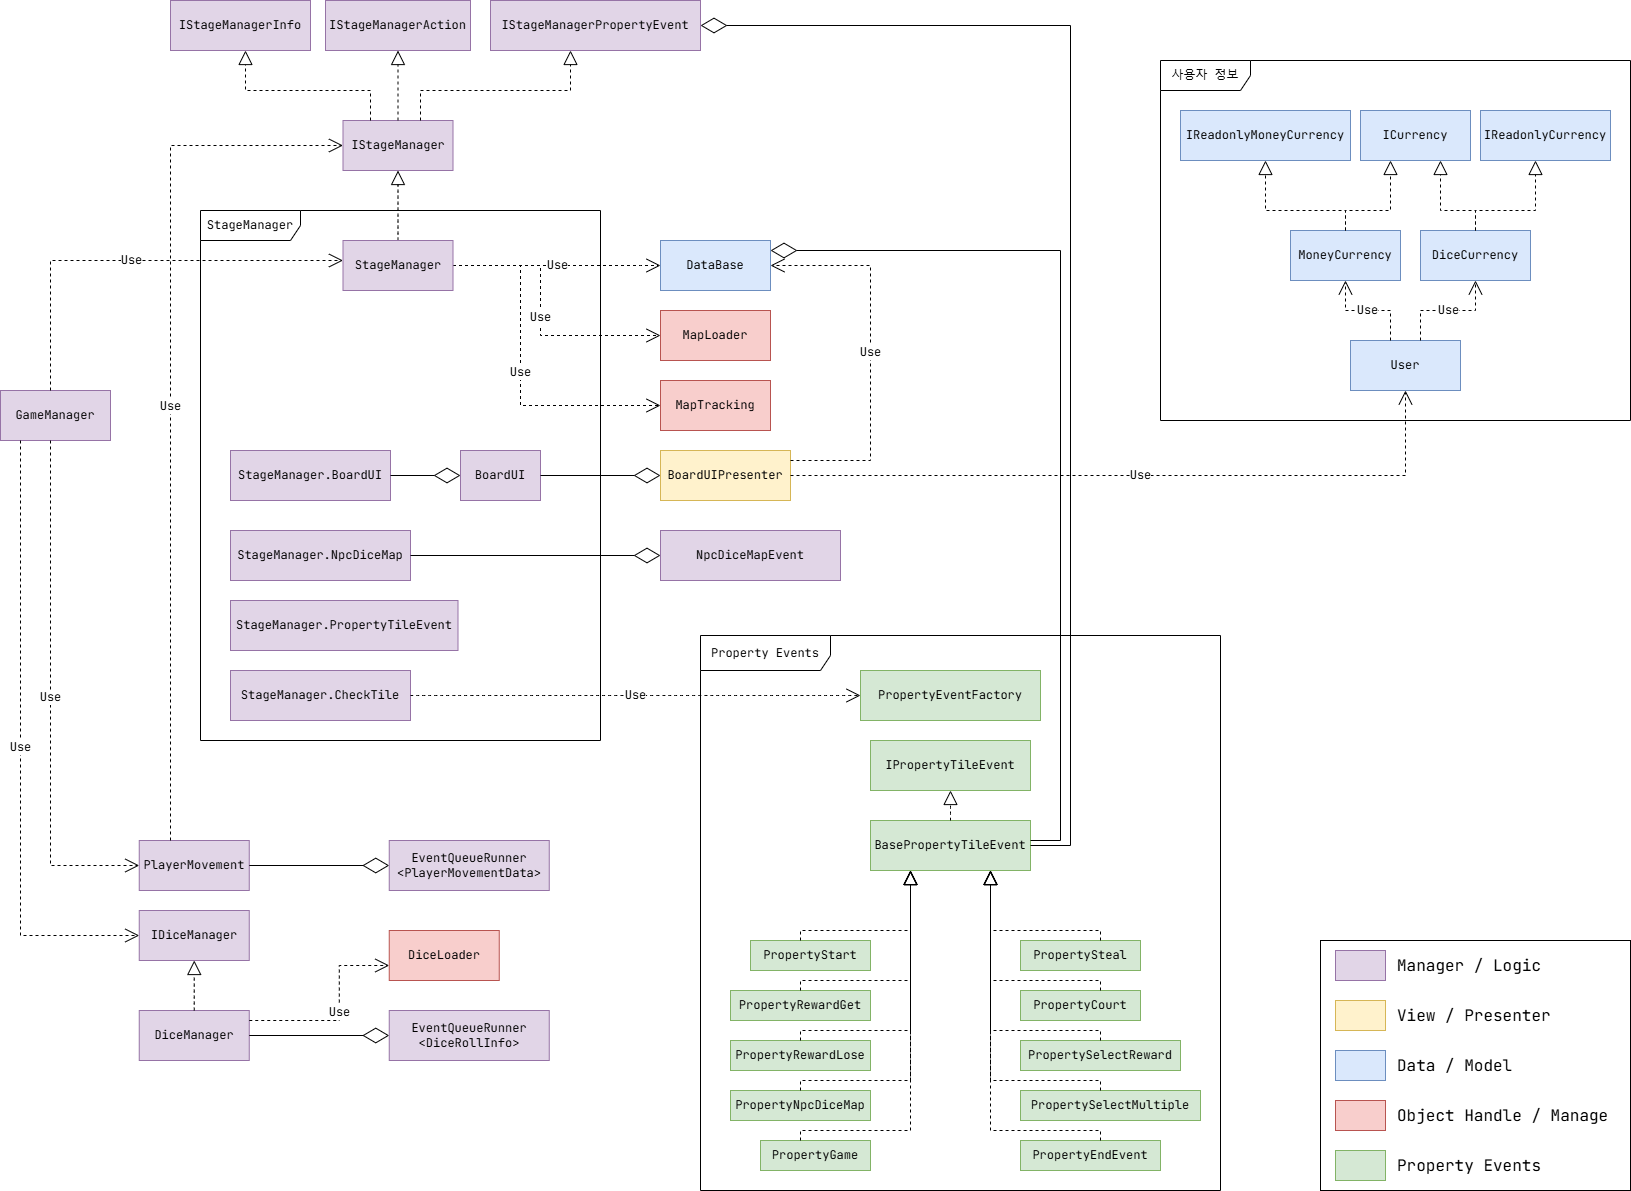 IStageManagerInfo
IStageManagerAction
IStageManagerPropertyEvent
사용자 정보
IReadonlyMoneyCurrency
ICurrency
IReadonlyCurrency
IStageManager
StageManager
Use
StageManager
Use
DataBase
MoneyCurrency
DiceCurrency
Use
Use
Use
MapLoader
Use
User
Use
MapTracking
Use
GameManager
StageManager.BoardUI
BoardUI
BoardUIPresenter
Use
StageManager.NpcDiceMap
NpcDiceMapEvent
StageManager.PropertyTileEvent
Property Events
StageManager.CheckTile
Use
PropertyEventFactory
Use
Use
IPropertyTileEvent
PlayerMovement
EventQueueRunner
<PlayerMovementData>
BasePropertyTileEvent
IDiceManager
DiceLoader
Use
DiceManager
EventQueueRunner
<DiceRollInfo>
PropertyStart
PropertySteal
PropertyRewardGet
PropertyCourt
PropertyRewardLose
PropertySelectReward
PropertyNpcDiceMap
PropertySelectMultiple
PropertyGame
PropertyEndEvent
Manager / Logic
View / Presenter
Data / Model
Object Handle / Manage
Property Events